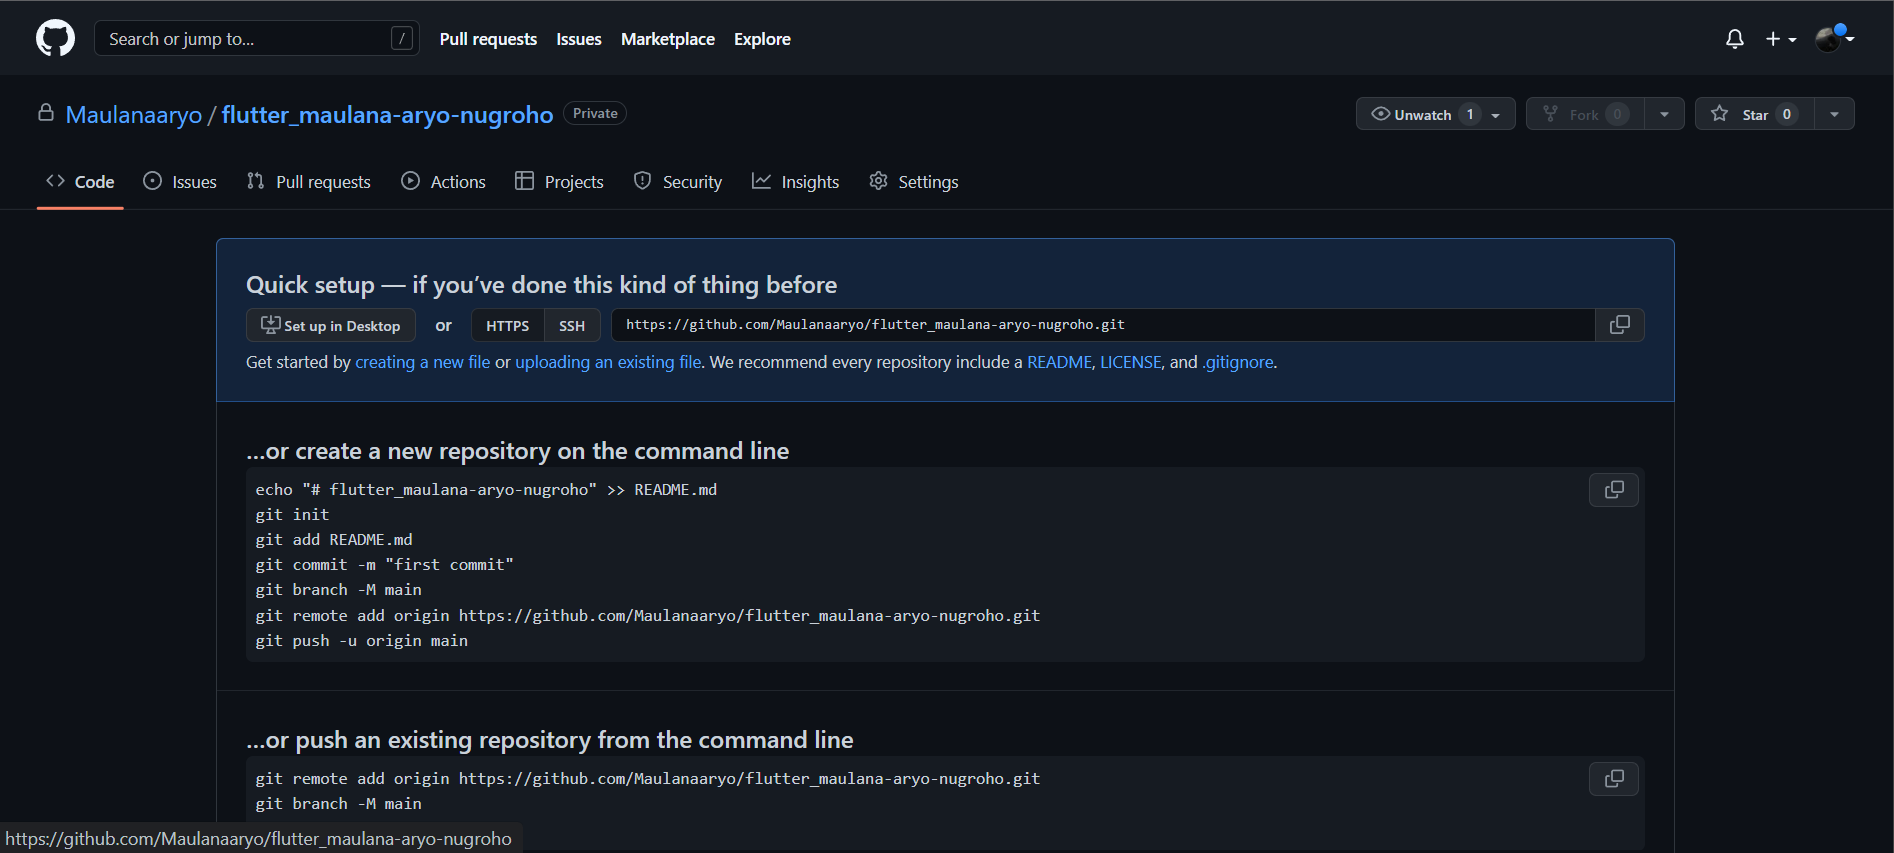 Search or jump to... /
Pull requests Issues Marketplace Explore
Maulanaaryo / flutter_maulana-aryo-nugroho Private
Unwatch 1 Fork 0 Star 0
Code Issues Pull requests Actions Projects Security Insights Settings
Quick setup — if you’ve done this kind of thing before
Set up in Desktop or HTTPS SSH https://github.com/Maulanaaryo/flutter_maulana-aryo-nugroho.git
Get started by creating a new file or uploading an existing file. We recommend every repository include a README, LICENSE, and .gitignore.
…or create a new repository on the command line
echo "# flutter_maulana-aryo-nugroho" >> README.md
git init
git add README.md
git commit -m "first commit"
git branch -M main
git remote add origin https://github.com/Maulanaaryo/flutter_maulana-aryo-nugroho.git
git push -u origin main
…or push an existing repository from the command line
git remote add origin https://github.com/Maulanaaryo/flutter_maulana-aryo-nugroho.git
git branch -M main
https://github.com/Maulanaaryo/flutter_maulana-aryo-nugroho